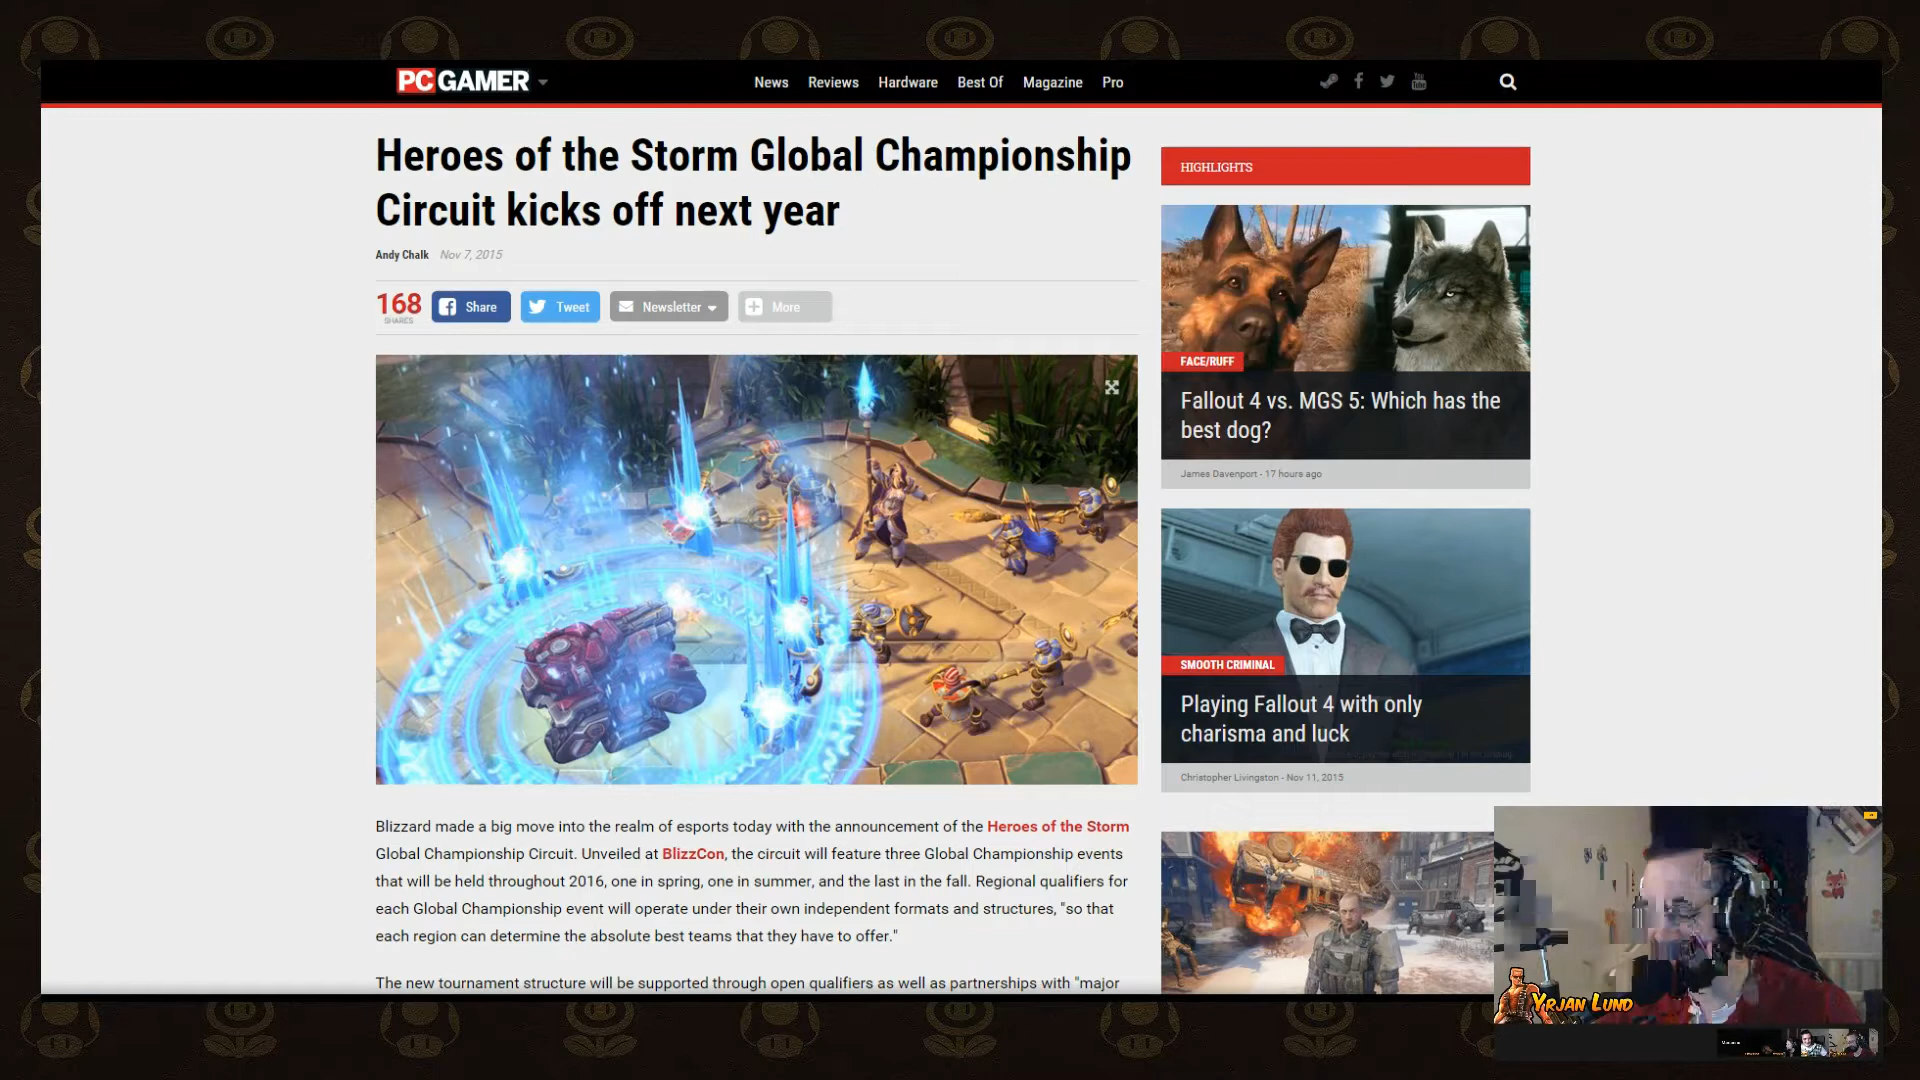 PC GAMER
News Reviews Hardware Best Of Magazine Pro
You Tube
Heroes of the Storm Global Championship
Circuit kicks off next year
Andy Chalk Nov 7, 2015
168
SHARES
Share
Tweet
Newsletter
More
Blizzard made a big move into the realm of esports today with the announcement of the Heroes of the Storm
Global Championship Circuit. Unveiled at BlizzCon, the circuit will feature three Global Championship events
that will be held throughout 2016, one in spring, one in summer, and the last in the fall. Regional qualifiers for
each Global Championship event will operate under their own independent formats and structures, "so that
each region can determine the absolute best teams that they have to offer."
The new tournament structure will be supported through open qualifiers as well as partnerships with "major
HIGHLIGHTS
FACE/RUFF
Fallout 4 vs. MGS 5: Which has the
best dog?
James Davenport - 17 hours ago
SMOOTH CRIMINAL
Playing Fallout 4 with only
charisma and luck
Christopher Livingston - Nov 11, 2015
YRJAN LUND